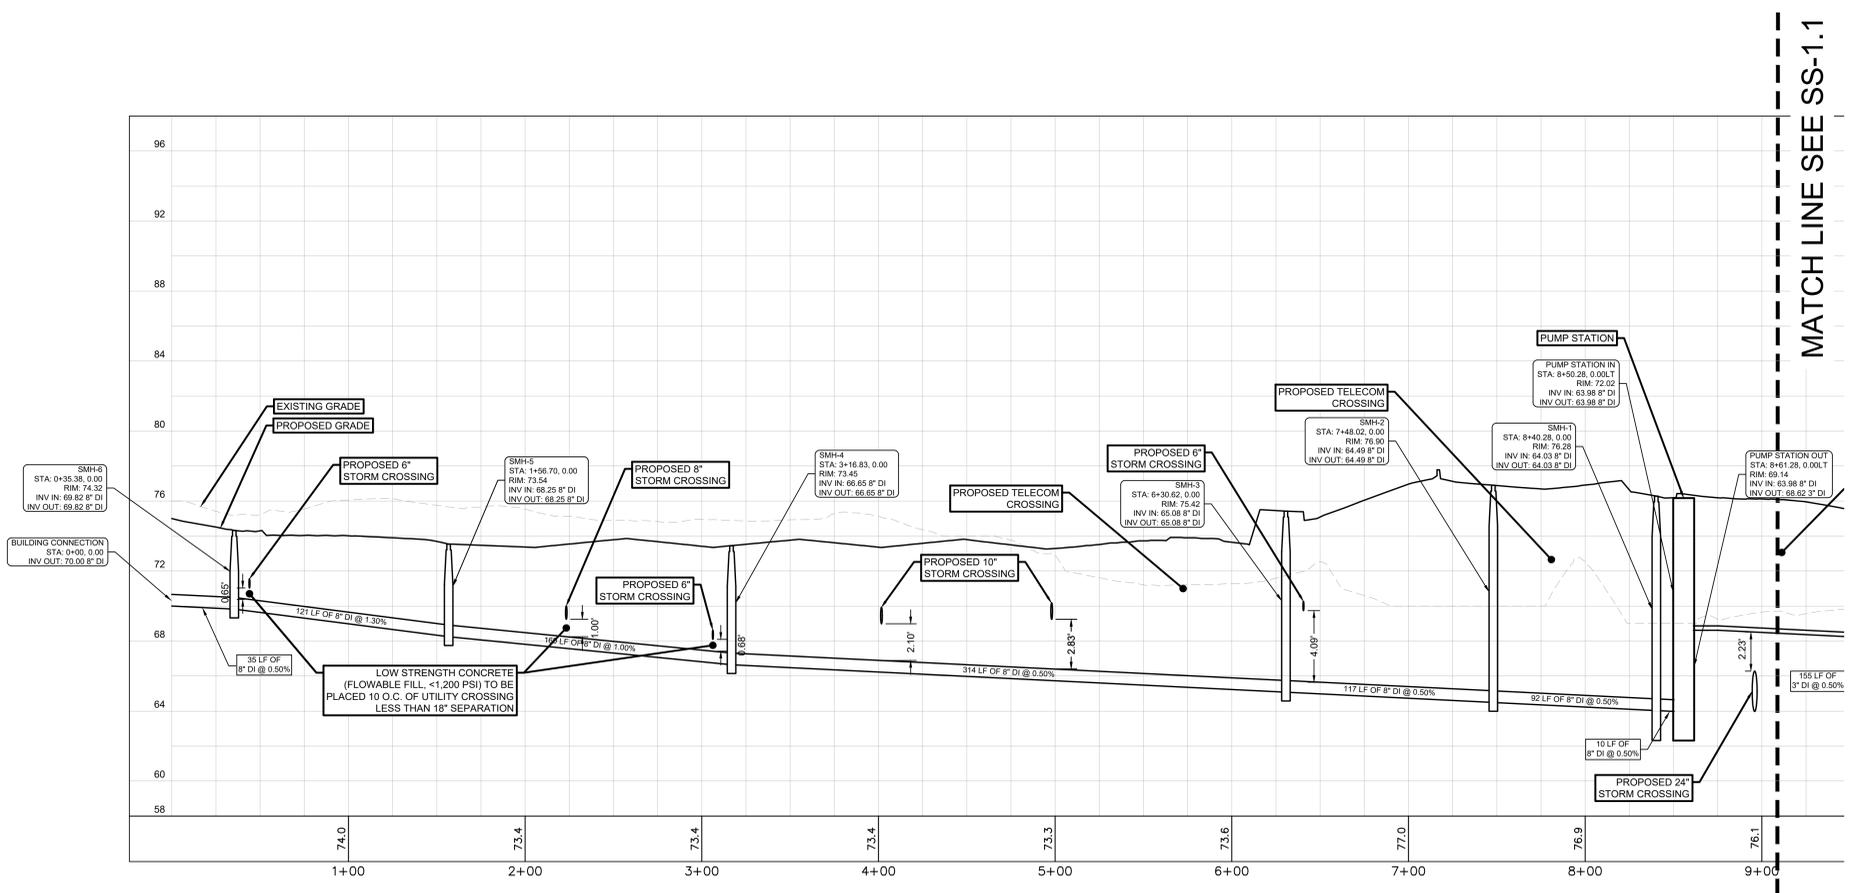 MATCH LINE SEE SS-1.1
96
92
88
84
80
76
72
68
64
60
58
EXISTING GRADE
PROPOSED GRADE
SMH-6
STA: 0+35.38, 0.00
RIM: 74.32
INV IN: 69.82 8" DI
INV OUT: 69.82 8" DI
BUILDING CONNECTION
STA: 0+00, 0.00
INV OUT: 70.00 8" DI
PROPOSED 6"
STORM CROSSING
0.65'
35 LF OF
8" DI @ 0.50%
121 LF OF 8" DI @ 1.30%
SMH-5
STA: 1+56.70, 0.00
RIM: 73.54
INV IN: 68.25 8" DI
INV OUT: 68.25 8" DI
PROPOSED 8"
STORM CROSSING
1.00'
160 LF OF 8" DI @ 1.00%
LOW STRENGTH CONCRETE
(FLOWABLE FILL, <1,200 PSI) TO BE
PLACED 10 O.C. OF UTILITY CROSSING
LESS THAN 18" SEPARATION
PROPOSED 6"
STORM CROSSING
0.68'
SMH-4
STA: 3+16.83, 0.00
RIM: 73.45
INV IN: 66.65 8" DI
INV OUT: 66.65 8" DI
PROPOSED 10"
STORM CROSSING
2.10'
2.83'
314 LF OF 8" DI @ 0.50%
PROPOSED TELECOM
CROSSING
PROPOSED 6"
STORM CROSSING
SMH-3
STA: 6+30.62, 0.00
RIM: 75.42
INV IN: 65.08 8" DI
INV OUT: 65.08 8" DI
4.09'
117 LF OF 8" DI @ 0.50%
PROPOSED TELECOM
CROSSING
SMH-2
STA: 7+48.02, 0.00
RIM: 76.90
INV IN: 64.49 8" DI
INV OUT: 64.49 8" DI
92 LF OF 8" DI @ 0.50%
PUMP STATION
PUMP STATION IN
STA: 8+50.28, 0.00LT
RIM: 72.02
INV IN: 63.98 8" DI
INV OUT: 63.98 8" DI
SMH-1
STA: 8+40.28, 0.00
RIM: 76.28
INV IN: 64.03 8" DI
INV OUT: 64.03 8" DI
PUMP STATION OUT
STA: 8+61.28, 0.00LT
RIM: 69.14
INV IN: 63.98 8" DI
INV OUT: 68.62 3" DI
2.23'
155 LF OF
3" DI @ 0.50%
10 LF OF
8" DI @ 0.50%
PROPOSED 24"
STORM CROSSING
74.0
73.4
73.4
73.4
73.3
73.6
77.0
76.9
76.1
1+00
2+00
3+00
4+00
5+00
6+00
7+00
8+00
9+00